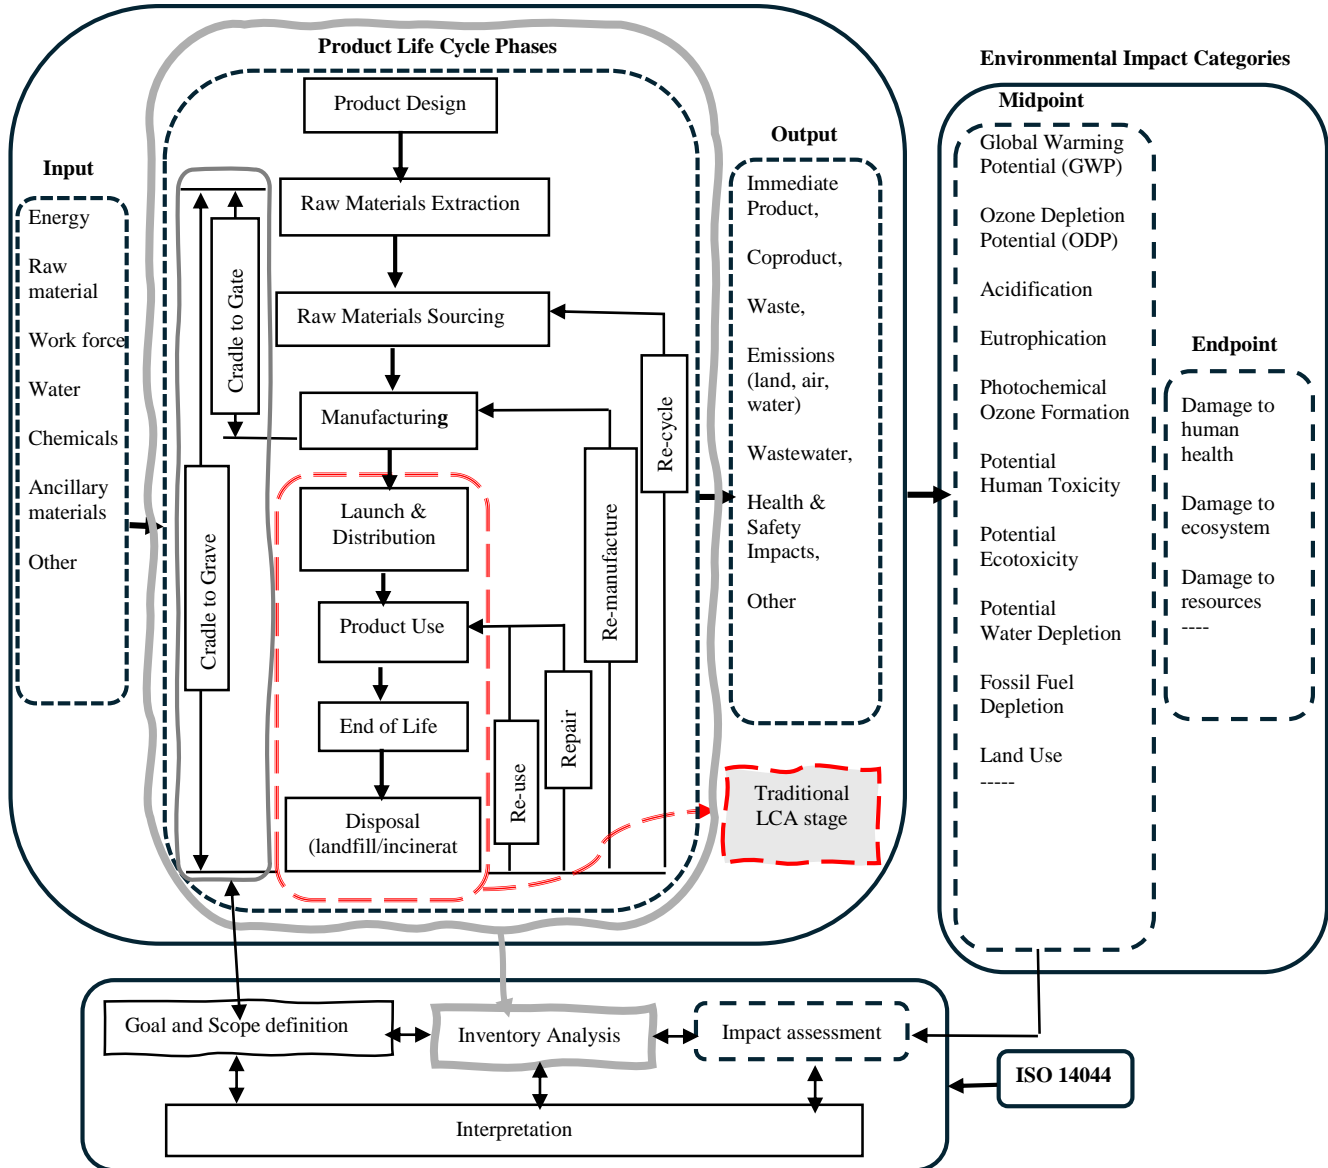 Product Life Cycle Phases
Environmental Impact Categories
Input
Energy
Raw
material
Work force
Water
Chemicals
Ancillary
materials
Other
Cradle to Gate
Cradle to Grave
Product Design
Raw Materials Extraction
Raw Materials Sourcing
Manufacturing
Launch &
Distribution
Product Use
End of Life
Disposal
(landfill/incinerat
Re-use
Repair
Re-manufacture
Re-cycle
Output
Immediate
Product,
Coproduct,
Waste,
Emissions
(land, air,
water)
Wastewater,
Health &
Safety
Impacts,
Other
Traditional
LCA stage
Midpoint
Global Warming
Potential (GWP)
Ozone Depletion
Potential (ODP)
Acidification
Eutrophication
Photochemical
Ozone Formation
Potential
Human Toxicity
Potential
Ecotoxicity
Potential
Water Depletion
Fossil Fuel
Depletion
Land Use
-----
Endpoint
Damage to
human
health
Damage to
ecosystem
Damage to
resources
----
Goal and Scope definition
Inventory Analysis
Impact assessment
ISO 14044
Interpretation